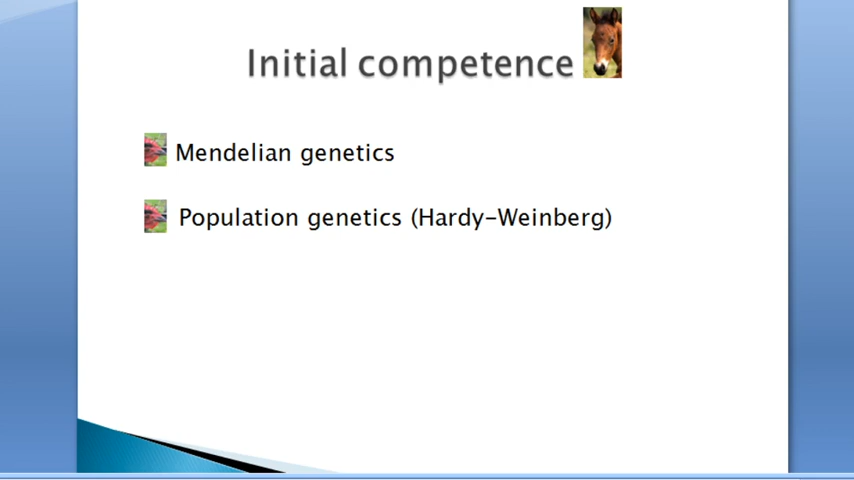 Initial competence
Mendelian genetics
Population genetics (Hardy-Weinberg)